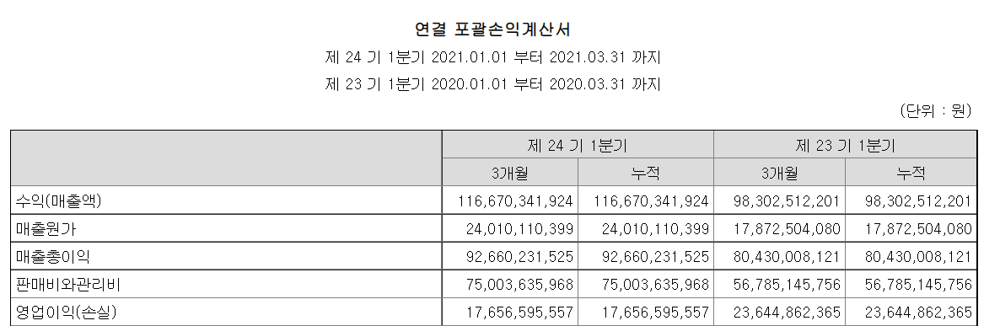 연결 포괄손익계산서
제 24 기 1분기 2021.01.01 부터 2021.03.31 까지
제 23 기 1분기 2020.01.01 부터 2020.03.31 까지
(단위 : 원)
제 24 기 1분기 제 23 기 1분기
3개월 누적 3개월 누적
수익(매출액) 116,670,341,924 116,670,341,924 98,302,512,201 98,302,512,201
매출원가 24,010,110,399 24,010,110,399 17,872,504,080 17,872,504,080
매출총이익 92,660,231,525 92,660,231,525 80,430,008,121 80,430,008,121
판매비와관리비 75,003,635,968 75,003,635,968 56,785,145,756 56,785,145,756
영업이익(손실) 17,656,595,557 17,656,595,557 23,644,862,365 23,644,862,365